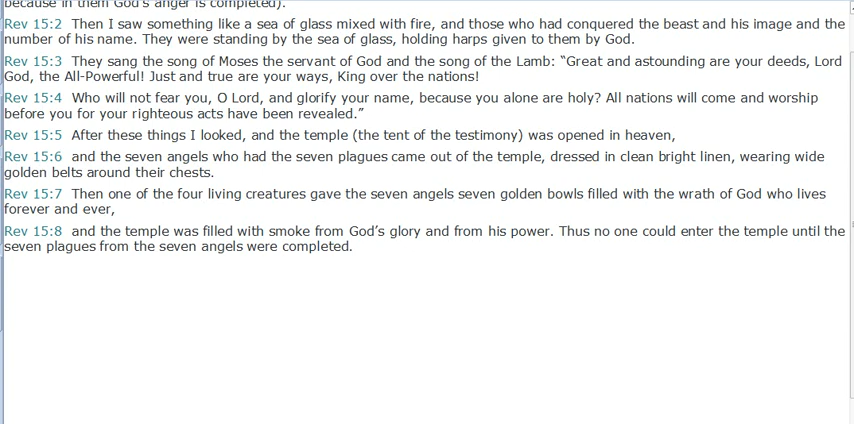 because in them God's anger is completed).
Rev 15:2 Then I saw something like a sea of glass mixed with fire, and those who had conquered the beast and his image and the
number of his name. They were standing by the sea of glass, holding harps given to them by God.
Rev 15:3 They sang the song of Moses the servant of God and the song of the Lamb: “Great and astounding are your deeds, Lord
God, the All-Powerful! Just and true are your ways, King over the nations!
Rev 15:4 Who will not fear you, O Lord, and glorify your name, because you alone are holy? All nations will come and worship
before you for your righteous acts have been revealed.”
Rev 15:5 After these things I looked, and the temple (the tent of the testimony) was opened in heaven,
Rev 15:6 and the seven angels who had the seven plagues came out of the temple, dressed in clean bright linen, wearing wide
golden belts around their chests.
Rev 15:7 Then one of the four living creatures gave the seven angels seven golden bowls filled with the wrath of God who lives
forever and ever,
Rev 15:8 and the temple was filled with smoke from God’s glory and from his power. Thus no one could enter the temple until the
seven plagues from the seven angels were completed.